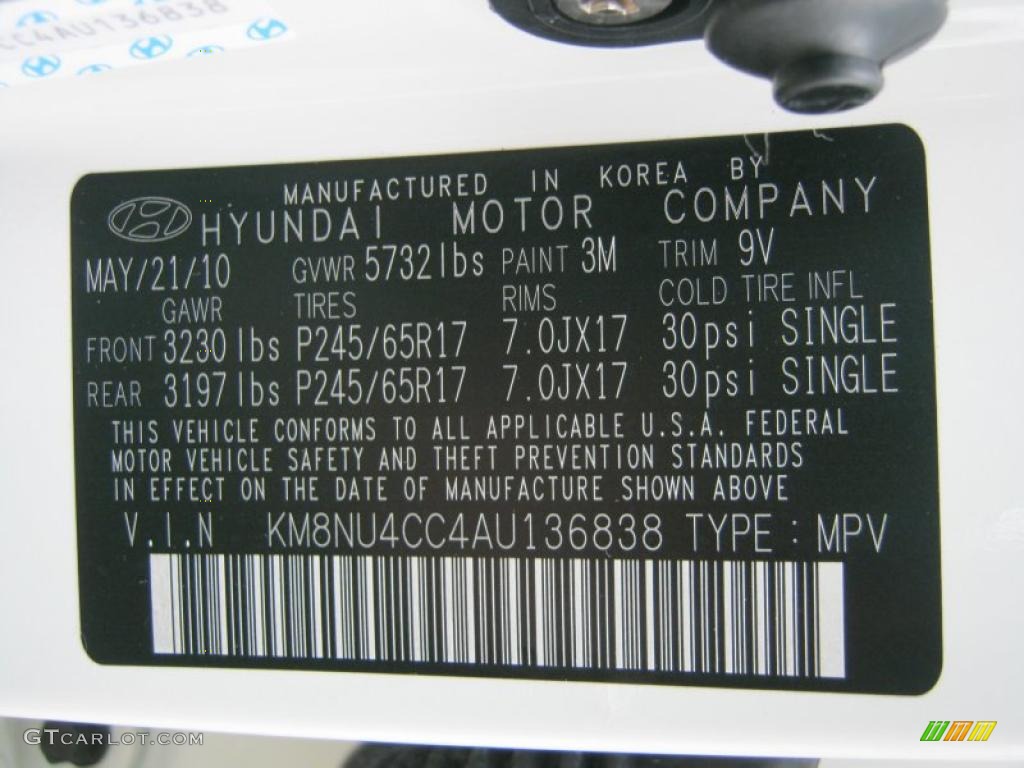 CC4AU136838
MANUFACTURED IN KOREA BY
HYUNDAI MOTOR COMPANY
MAY/21/10 GVWR 5732lbs PAINT 3M TRIM 9V
GAWR TIRES RIMS COLD TIRE INFL
FRONT 3230lbs P245/65R17 7.0JX17 30psi SINGLE
REAR 3197lbs P245/65R17 7.0JX17 30psi SINGLE
THIS VEHICLE CONFORMS TO ALL APPLICABLE U.S.A. FEDERAL
MOTOR VEHICLE SAFETY AND THEFT PREVENTION STANDARDS
IN EFFECT ON THE DATE OF MANUFACTURE SHOWN ABOVE
V.I.N KM8NU4CC4AU136838 TYPE : MPV
GTCARLOT.COM